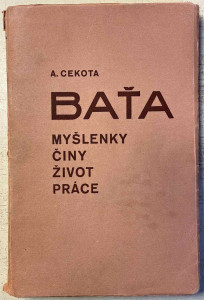 A. CEKOTA
BAŤA
MYŠLENKY
ČINY
ŽIVOT
PRÁCE